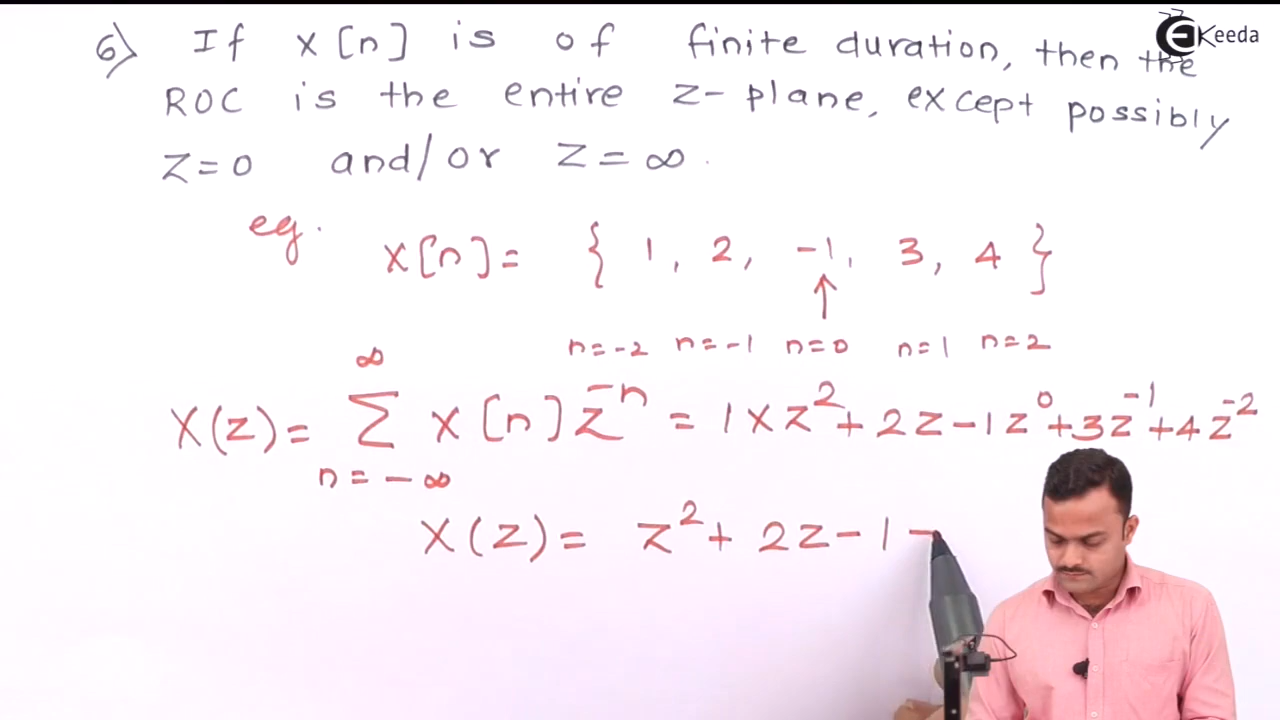 EKeeda
6) If x[n] is of finite duration, then the
ROC is the entire z-plane, except possibly
Z=0 and/or Z=∞.
eg. x[n]= { 1, 2, -1, 3, 4 }
↑
n=-2 n=-1 n=0 n=1 n=2
X(z)= ∞ Σ n=-∞ x[n] z^-n = 1×z^2+2z-1z^0+3z^-1+4z^-2
X(z)= z^2+2z-1-